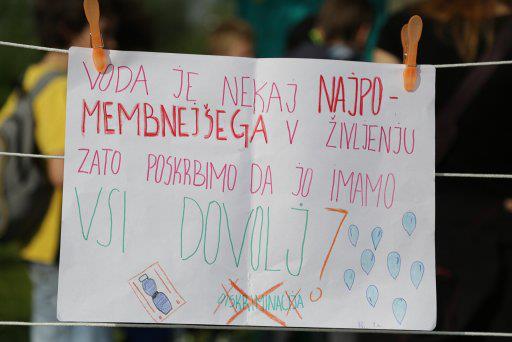 VODA JE NEKAJ NAJPO-
MEMBNEJŠEGA V ŽIVLJENJU
ZATO POSKRBIMO DA JO IMAMO
VSI DOVOLJ!
DISKRIMINACIJA